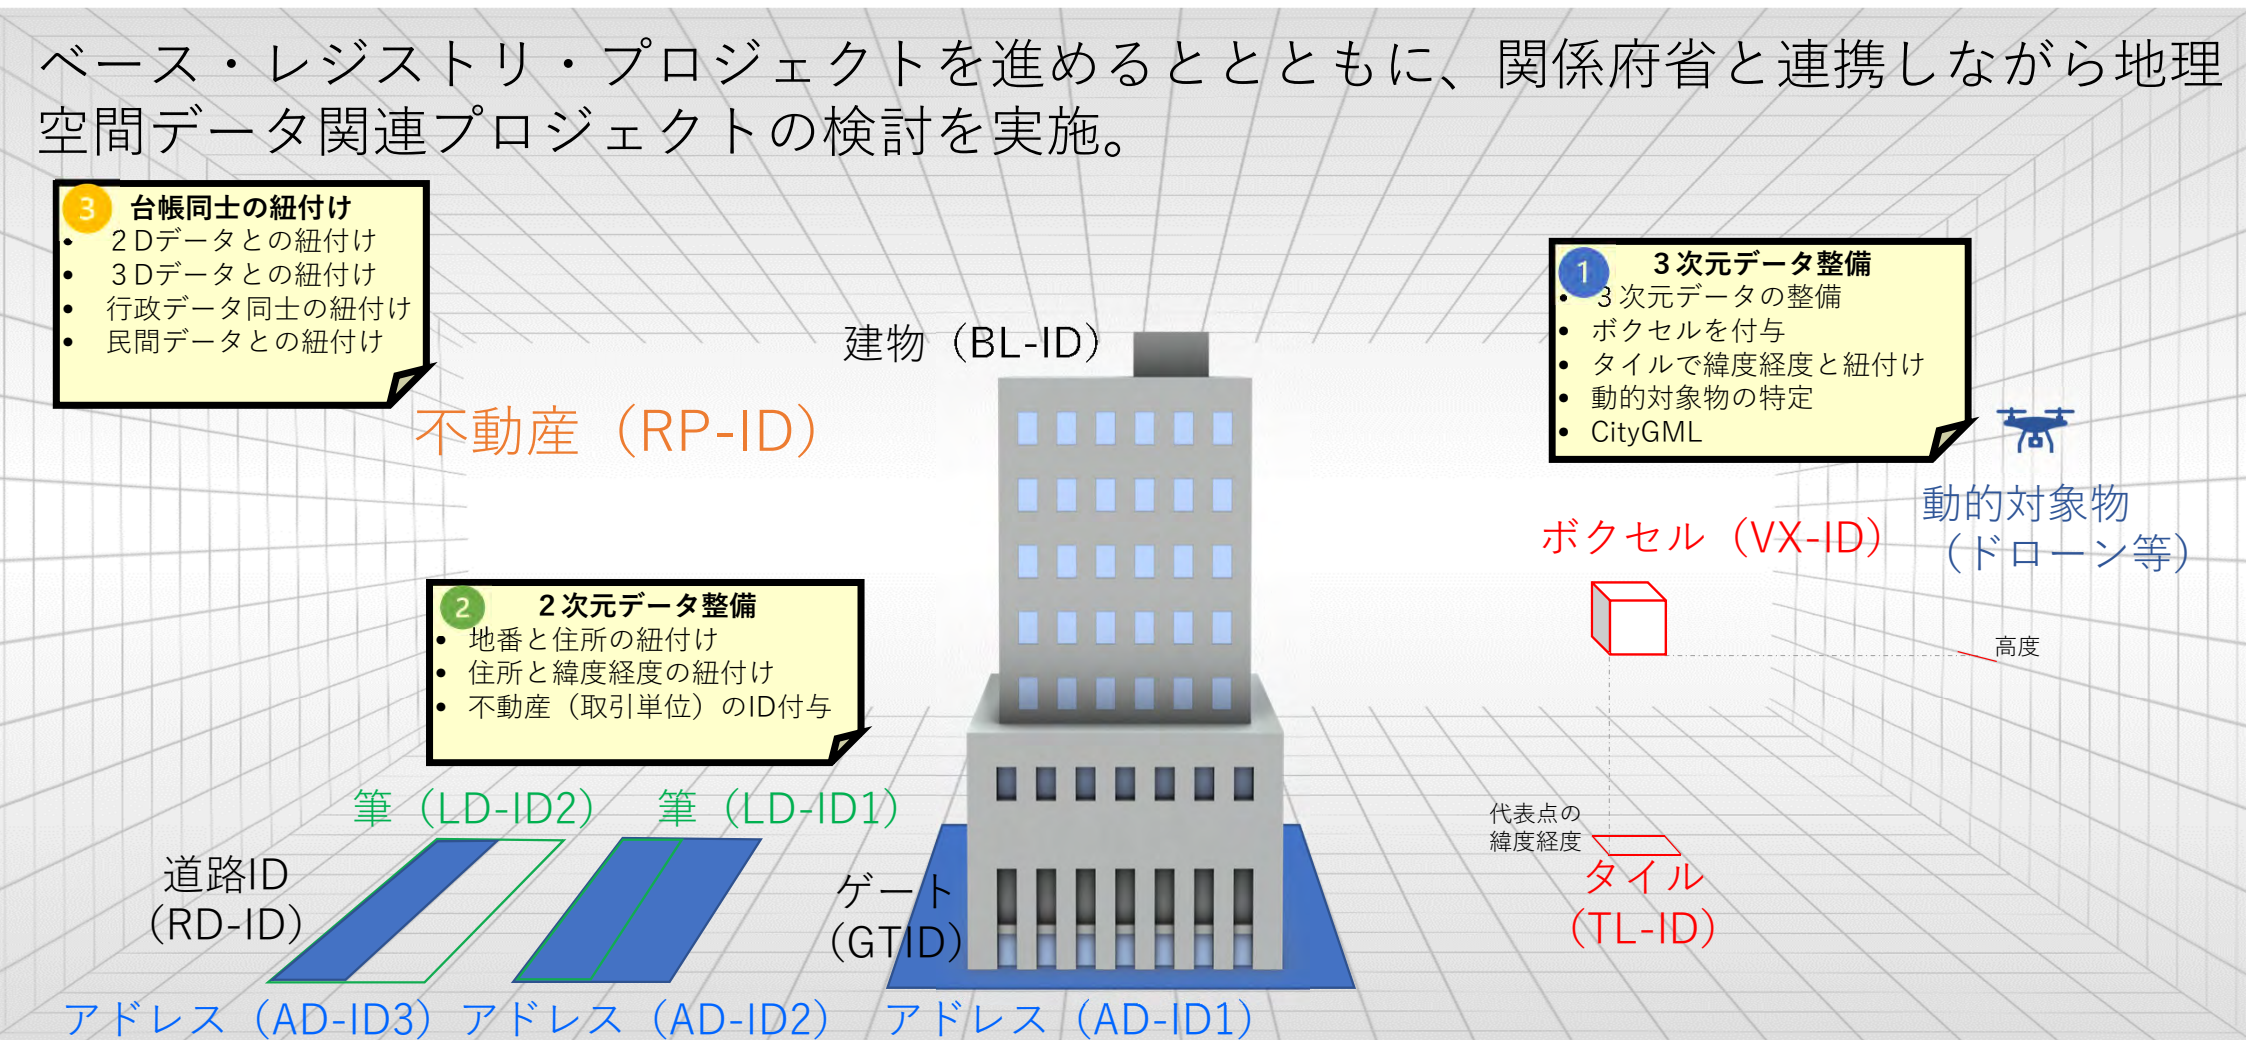 ベース・レジストリ・プロジェクトを進めるととともに、関係府省と連携しながら地理
空間データ関連プロジェクトの検討を実施。
3 台帳同士の紐付け
• ２Dデータとの紐付け
• ３Dデータとの紐付け
• 行政データ同士の紐付け
• 民間データとの紐付け
1 ３次元データ整備
• ３次元データの整備
• ボクセルを付与
• タイルで緯度経度と紐付け
• 動的対象物の特定
• CityGML
建物（BL-ID）
不動産（RP-ID）
動的対象物
（ドローン等）
ボクセル（VX-ID）
2 ２次元データ整備
• 地番と住所の紐付け
• 住所と緯度経度の紐付け
• 不動産（取引単位）のID付与
高度
筆（LD-ID2）
筆（LD-ID1）
代表点の
緯度経度
道路ID
（RD-ID）
ゲート
（GTID）
タイル
（TL-ID）
アドレス（AD-ID3）
アドレス（AD-ID2）
アドレス（AD-ID1）